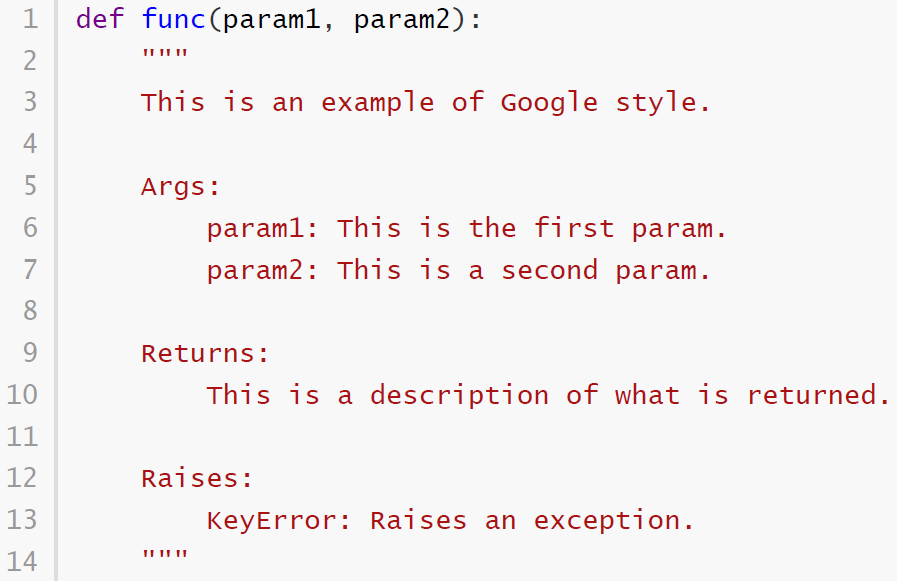 1 def func(param1, param2):
2     """
3     This is an example of Google style.
4
5     Args:
6         param1: This is the first param.
7         param2: This is a second param.
8
9     Returns:
10         This is a description of what is returned.
11
12     Raises:
13         KeyError: Raises an exception.
14     """